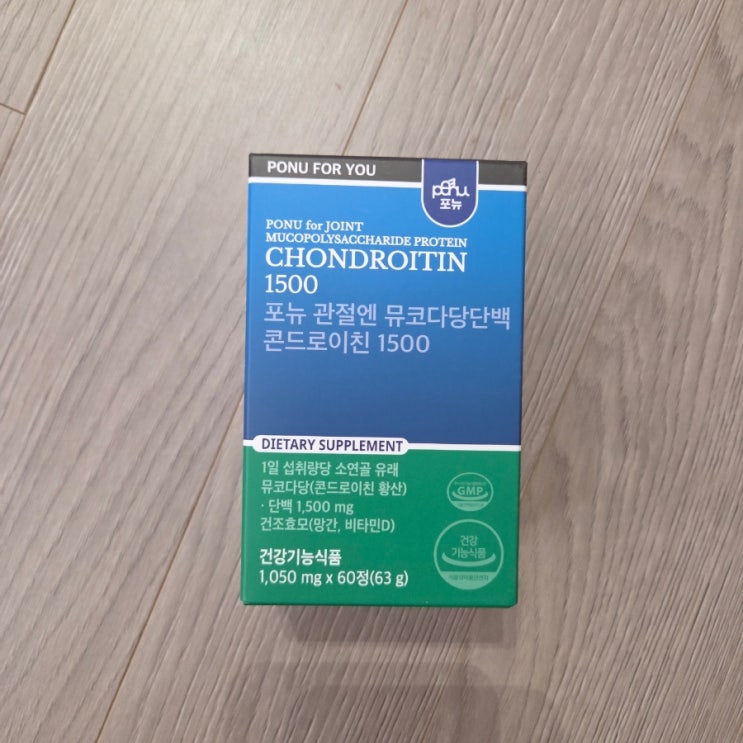 PONU FOR YOU
ponu
포뉴
PONU for JOINT
MUCOPOLYSACCHARIDE PROTEIN
CHONDROITIN
1500
포뉴 관절엔 뮤코다당단백
콘드로이친 1500
DIETARY SUPPLEMENT
1일 섭취량당 소연골 유래
뮤코다당(콘드로이친 황산)
· 단백 1,500 mg
건조효모(망간, 비타민D)
GMP
건강
기능식품
건강기능식품
1,050 mg x 60정(63 g)